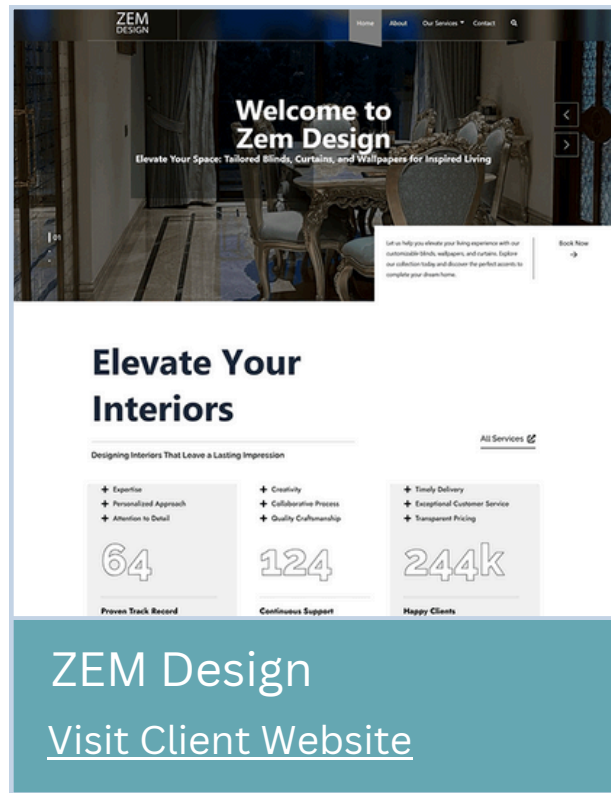 ZEM
DESIGN
Home About Our Services Contact
Welcome to
Zem Design
Elevate Your Space: Tailored Blinds, Curtains, and Wallpapers for Inspired Living
01
Let us help you elevate your living experience with our
customizable blinds, wallpapers, and curtains. Explore
our collection today and discover the perfect accents to
complete your dream home.
Book Now
Elevate Your
Interiors
All Services
Designing Interiors That Leave a Lasting Impression
+ Expertise
+ Personalized Approach
+ Attention to Detail
64
Proven Track Record
+ Creativity
+ Collaborative Process
+ Quality Craftsmanship
124
Continuous Support
+ Timely Delivery
+ Exceptional Customer Service
+ Transparent Pricing
244k
Happy Clients
ZEM Design
Visit Client Website